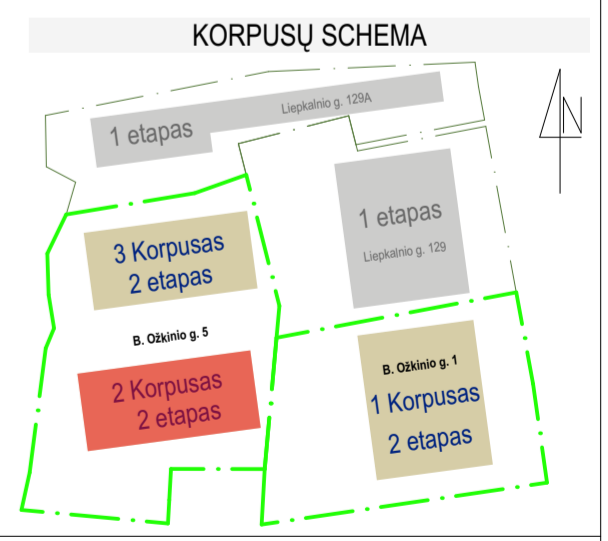 KORPUSŲ SCHEMA
Liepkalnio g. 129A
1 etapas
N
1 etapas
Liepkalnio g. 129
3 Korpusas
2 etapas
B. Ožkinio g. 5
2 Korpusas
2 etapas
B. Ožkinio g. 1
1 Korpusas
2 etapas